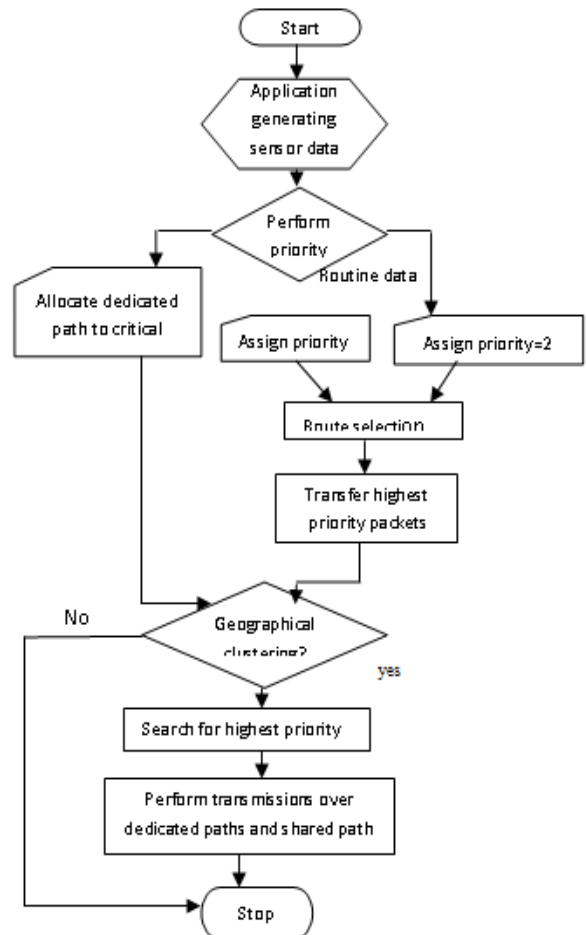 Start
Application
generating
sensor data
Perform
priority
Routine data
Allocate dedicated
path to critical
Assign priority
Assign priority=2
Route selection
Transfer highest
priority packets
No
Geographical
clustering?
yes
Search for highest priority
Perform transmissions over
dedicated paths and shared path
Stop